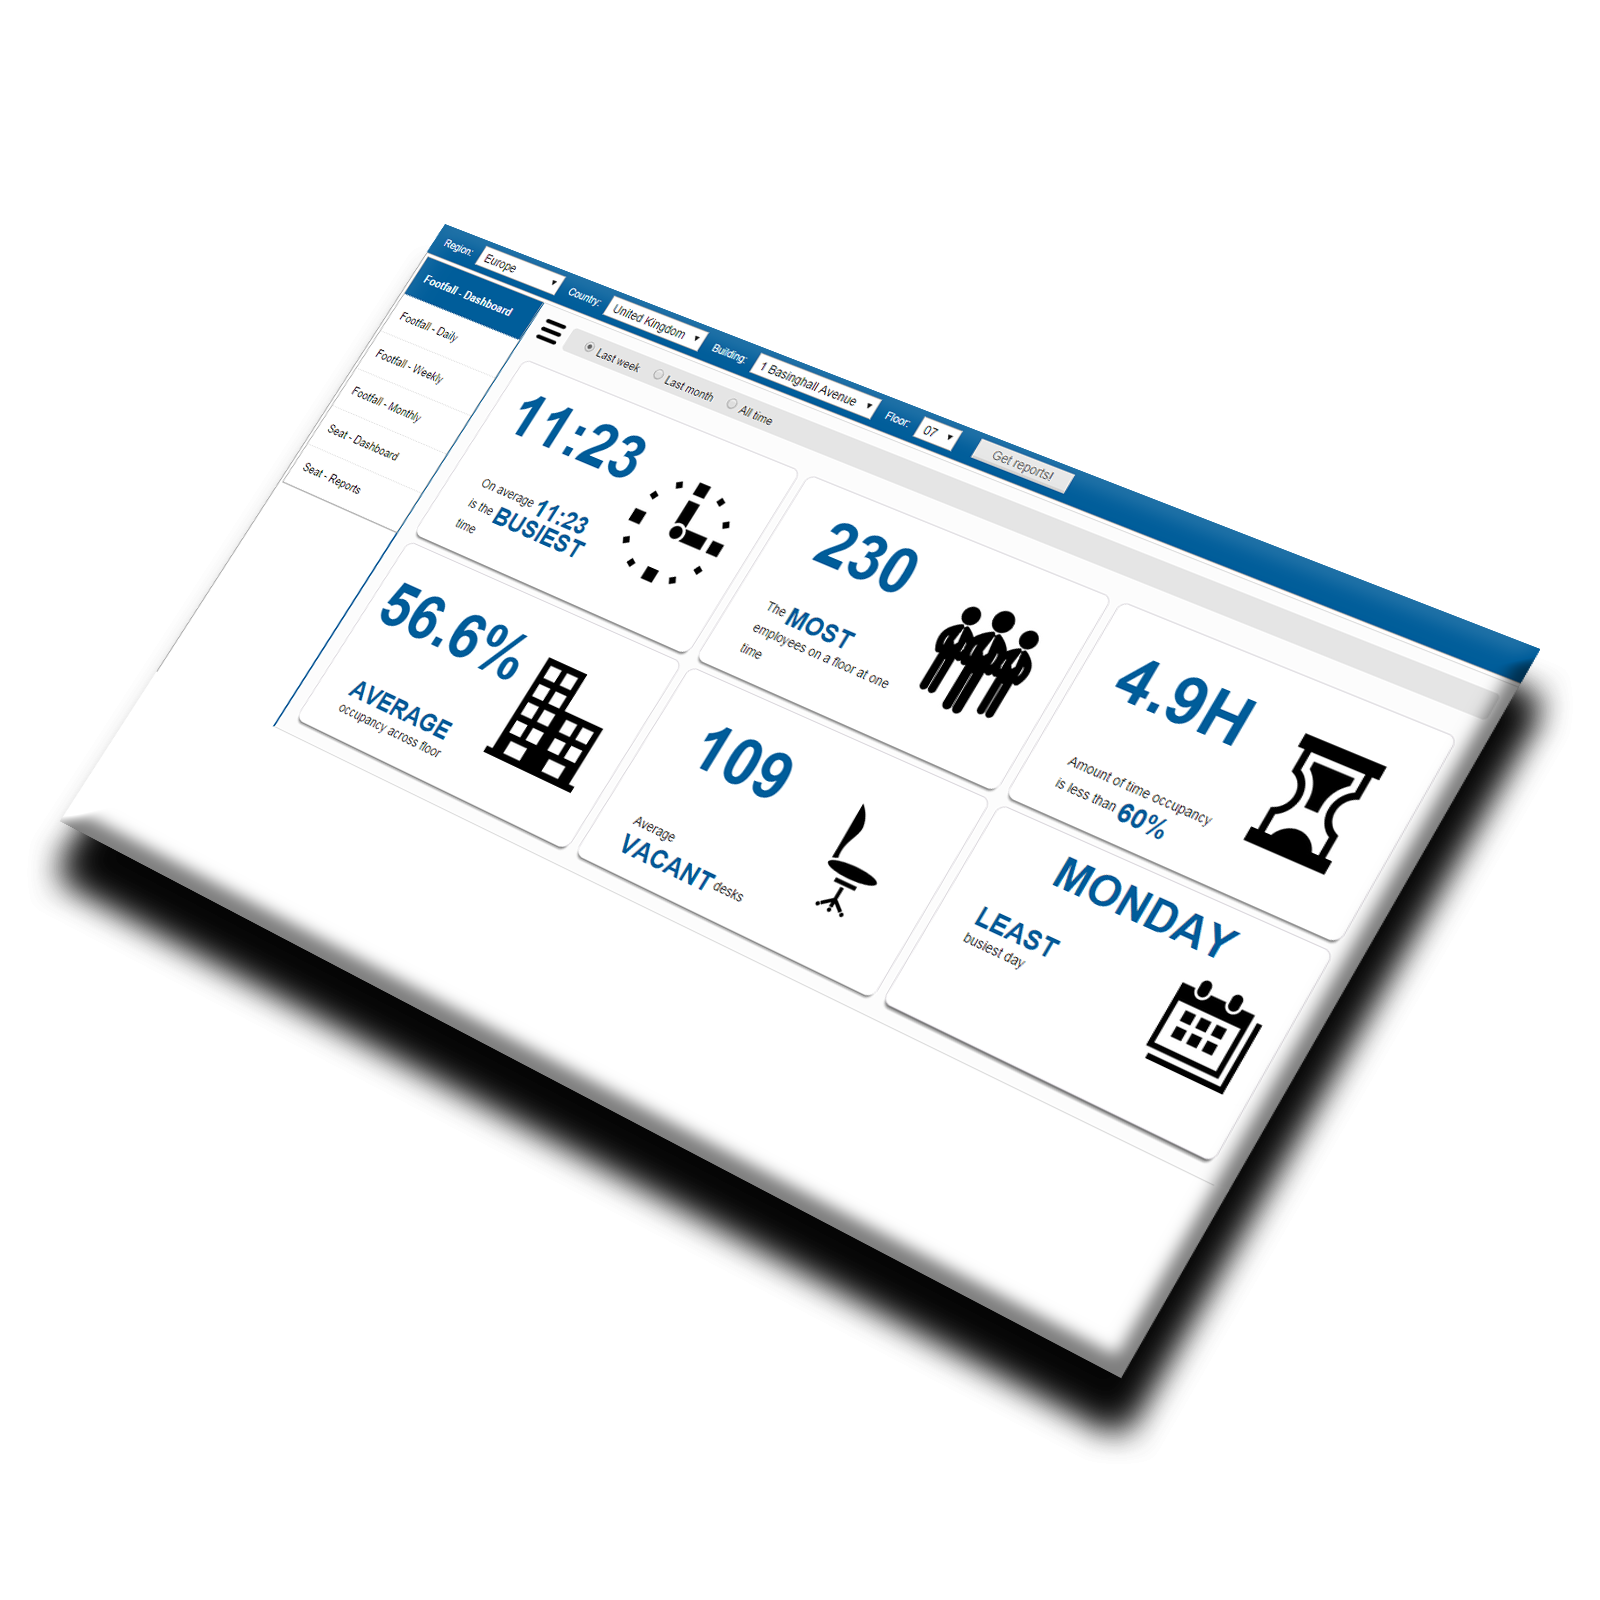 Region: Europe Country: United Kingdom Building: 1 Basinghall Avenue Floor: 07 Get reports!
Footfall - Dashboard
Footfall - Daily
Footfall - Weekly
Footfall - Monthly
Seat - Dashboard
Seat - Reports
Last week Last month All time
11:23
On average 11:23
is the BUSIEST
time
230
The MOST
employees on a floor at one
time
4.9H
Amount of time occupancy
is less than 60%
56.6%
AVERAGE
occupancy across floor
109
Average
VACANT desks
MONDAY
LEAST
busiest day